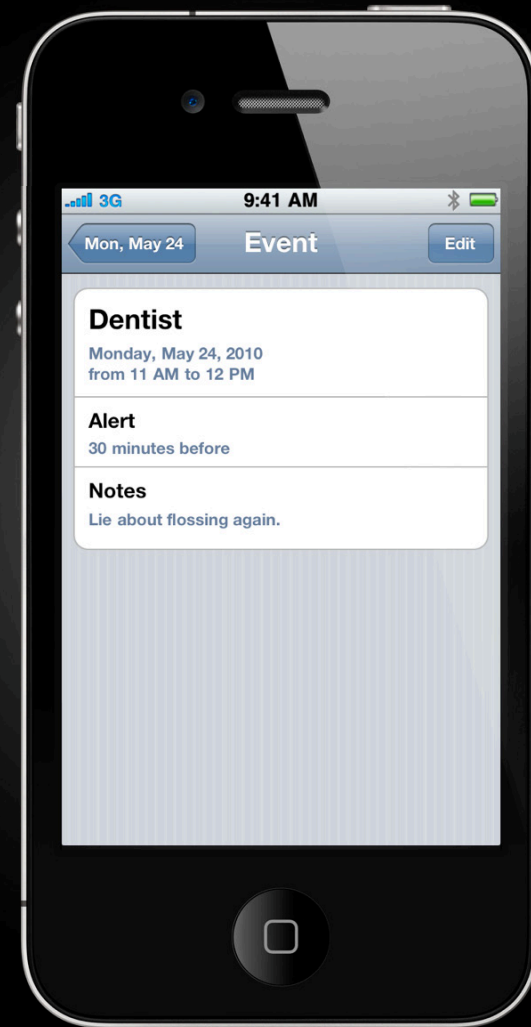 3G 9:41 AM
Mon, May 24 Event Edit
Dentist
Monday, May 24, 2010
from 11 AM to 12 PM
Alert
30 minutes before
Notes
Lie about flossing again.